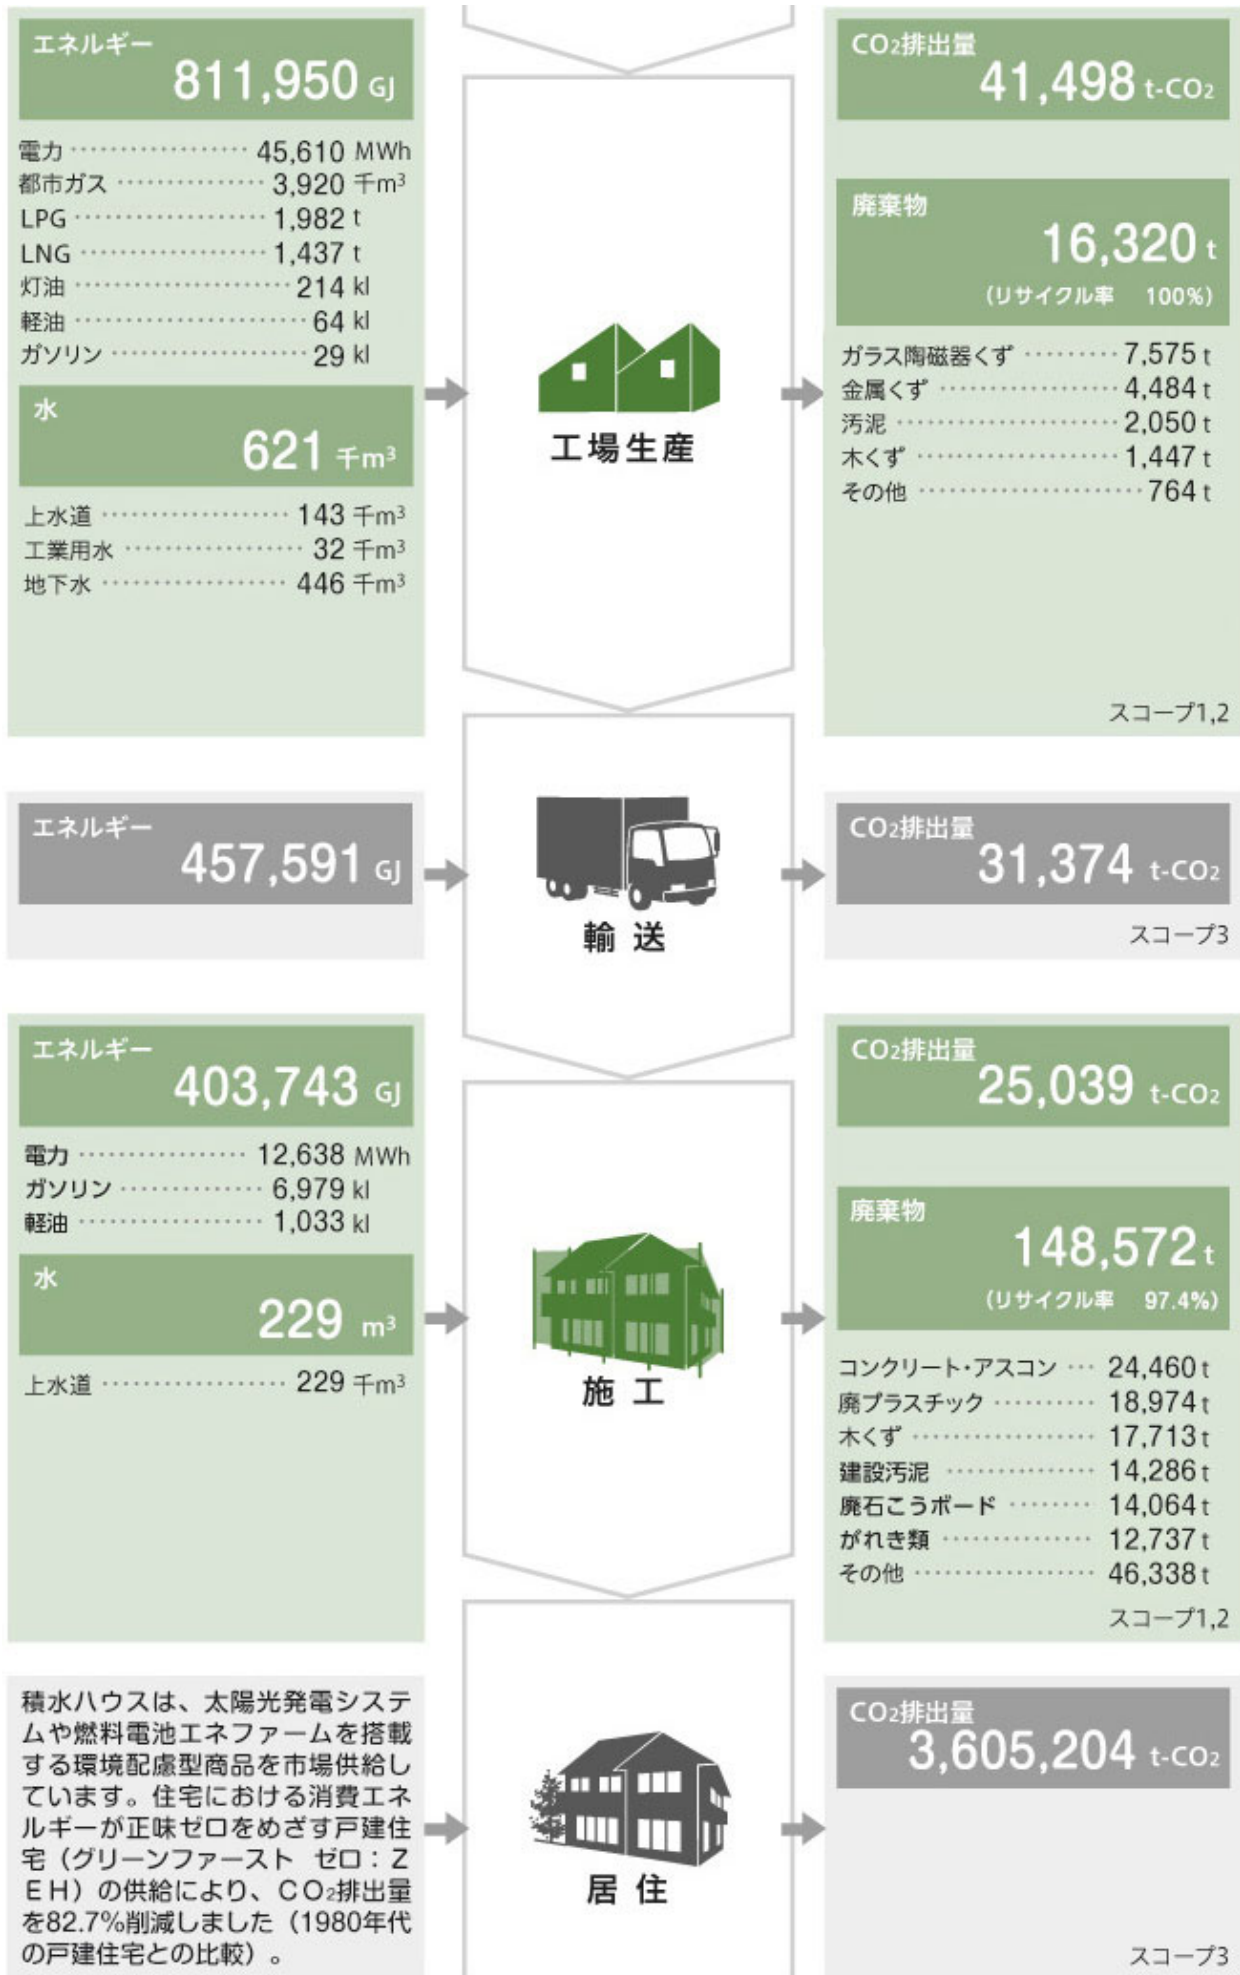 エネルギー
811,950 GJ
電力 ……………… 45,610 MWh
都市ガス …………… 3,920 千m³
LPG ……………… 1,982 t
LNG ……………… 1,437 t
灯油 ………………… 214 kl
軽油 …………………… 64 kl
ガソリン ……………… 29 kl
水
621 千m³
上水道 ……………… 143 千m³
工業用水 ……………… 32 千m³
地下水 ……………… 446 千m³
工場生産
CO₂排出量
41,498 t-CO₂
廃棄物
16,320 t
(リサイクル率 100%)
ガラス陶磁器くず ……… 7,575 t
金属くず ……………… 4,484 t
汚泥 ………………… 2,050 t
木くず ……………… 1,447 t
その他 ………………… 764 t
スコープ1,2
エネルギー
457,591 GJ
輸送
CO₂排出量
31,374 t-CO₂
スコープ3
エネルギー
403,743 GJ
電力 ……………… 12,638 MWh
ガソリン …………… 6,979 kl
軽油 ……………… 1,033 kl
水
229 m³
上水道 ……………… 229 千m³
施工
CO₂排出量
25,039 t-CO₂
廃棄物
148,572 t
(リサイクル率 97.4%)
コンクリート・アスコン … 24,460 t
廃プラスチック ……… 18,974 t
木くず ……………… 17,713 t
建設汚泥 …………… 14,286 t
廃石こうボード ……… 14,064 t
がれき類 …………… 12,737 t
その他 ……………… 46,338 t
スコープ1,2
積水ハウスは、太陽光発電システ
ムや燃料電池エネファームを搭載
する環境配慮型商品を市場供給し
ています。住宅における消費エネ
ルギーが正味ゼロをめざす戸建住
宅(グリーンファースト ゼロ:Z
EH)の供給により、CO₂排出量
を82.7%削減しました(1980年代
の戸建住宅との比較)。
居住
CO₂排出量
3,605,204 t-CO₂
スコープ3